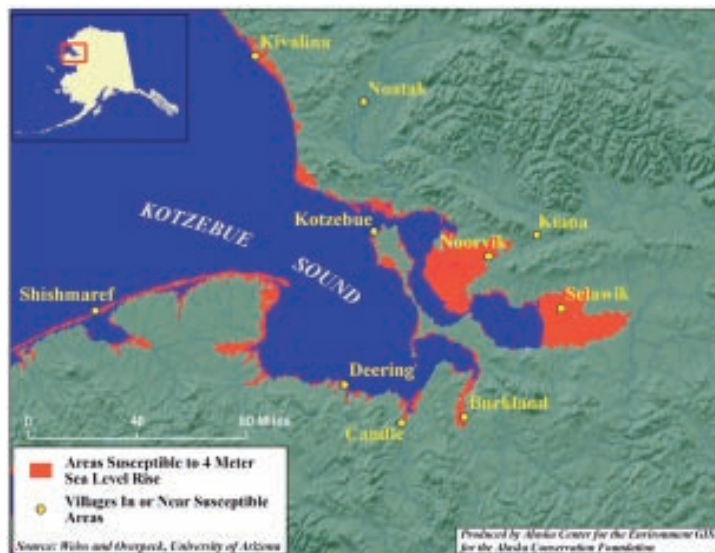 Kivalina
Noatak
KOTZEBUE
SOUND
Kotzebue
Kiana
Noorvik
Shishmaref
Selawik
Deering
Buckland
Candle
0 40 80 Miles
Areas Susceptible to 4 Meter
Sea Level Rise
Villages In or Near Susceptible
Areas
Source: Weiss and Overpeck, University of Arizona
Produced by Alaska Center for the Environment GIS
for the Alaska Conservation Foundation